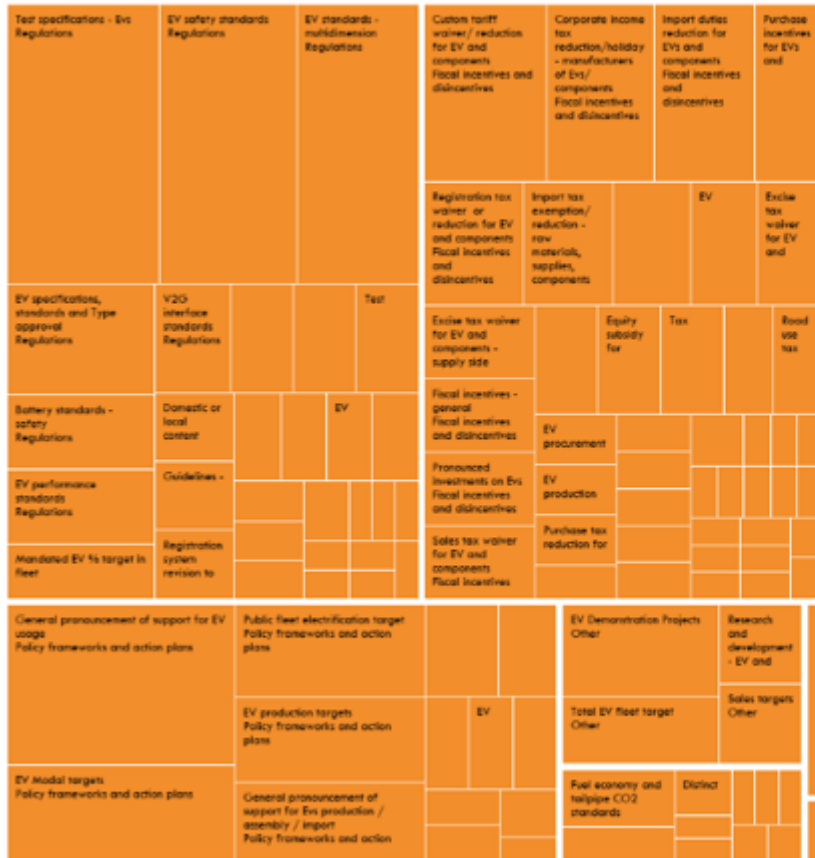 Test specifications - Evs
Regulations
EV safety standards
Regulations
EV standards -
multidimension
Regulations
Custom tariff
waiver/ reduction
for EV and
components
Fiscal incentives and
disincentives
Corporate income
tax
reduction/holiday
- manufacturers
of Evs/
components
Fiscal incentives
and disincentives
Import duties
reduction for
EVs and
components
Fiscal incentives
and
disincentives
Purchase
incentives
for EVs
and
Registration tax
waiver or
reduction for EV
and components
Fiscal incentives
and
disincentives
Import tax
exemption/
reduction -
raw
materials,
supplies,
components
EV
Excise
tax
waiver
for EV and
EV specifications,
standards and Type
approval
Regulations
V2G
interface
standards
Regulations
Test
Excise tax waiver
for EV and
components -
supply side
Equity
subsidy
for
Tax
Road
use
tax
Battery standards -
safety
Regulations
Domestic or
local
content
EV
Fiscal incentives -
general
Fiscal incentives
and disincentives
EV
procurement
EV performance
standards
Regulations
Guidelines -
Pronounced
investments on Evs
Fiscal incentives
and disincentives
EV
production
Mandated EV % target in
fleet
Registration
system
revision to
Sales tax waiver
for EV and
components
Fiscal incentives
Purchase tax
reduction for
General pronouncement of support for EV
usage
Policy frameworks and action plans
Public fleet electrification target
Policy frameworks and action
plans
EV Demonstration Projects
Other
Research
and
development
- EV and
EV production targets
Policy frameworks and action
plans
EV
Total EV fleet target
Other
Sales targets
Other
EV Modal targets
Policy frameworks and action plans
General pronouncement of
support for Evs production /
assembly / import
Policy frameworks and action
Fuel economy and
tailpipe CO2
standards
Distinct